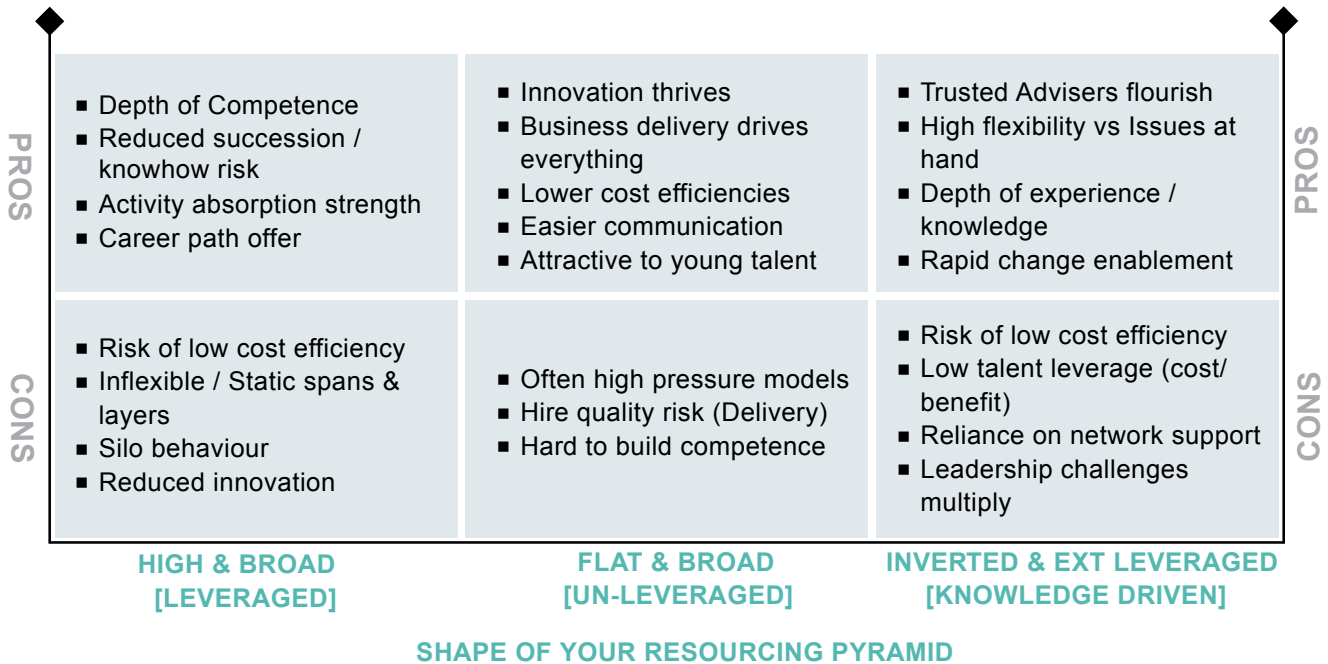 PROS
■ Depth of Competence
■ Reduced succession /
knowhow risk
■ Activity absorption strength
■ Career path offer
■ Innovation thrives
■ Business delivery drives
everything
■ Lower cost efficiencies
■ Easier communication
■ Attractive to young talent
■ Trusted Advisers flourish
■ High flexibility vs Issues at
hand
■ Depth of experience /
knowledge
■ Rapid change enablement
PROS
CONS
■ Risk of low cost efficiency
■ Inflexible / Static spans &
layers
■ Silo behaviour
■ Reduced innovation
■ Often high pressure models
■ Hire quality risk (Delivery)
■ Hard to build competence
■ Risk of low cost efficiency
■ Low talent leverage (cost/
benefit)
■ Reliance on network support
■ Leadership challenges
multiply
CONS
HIGH & BROAD
[LEVERAGED]
FLAT & BROAD
[UN-LEVERAGED]
INVERTED & EXT LEVERAGED
[KNOWLEDGE DRIVEN]
SHAPE OF YOUR RESOURCING PYRAMID